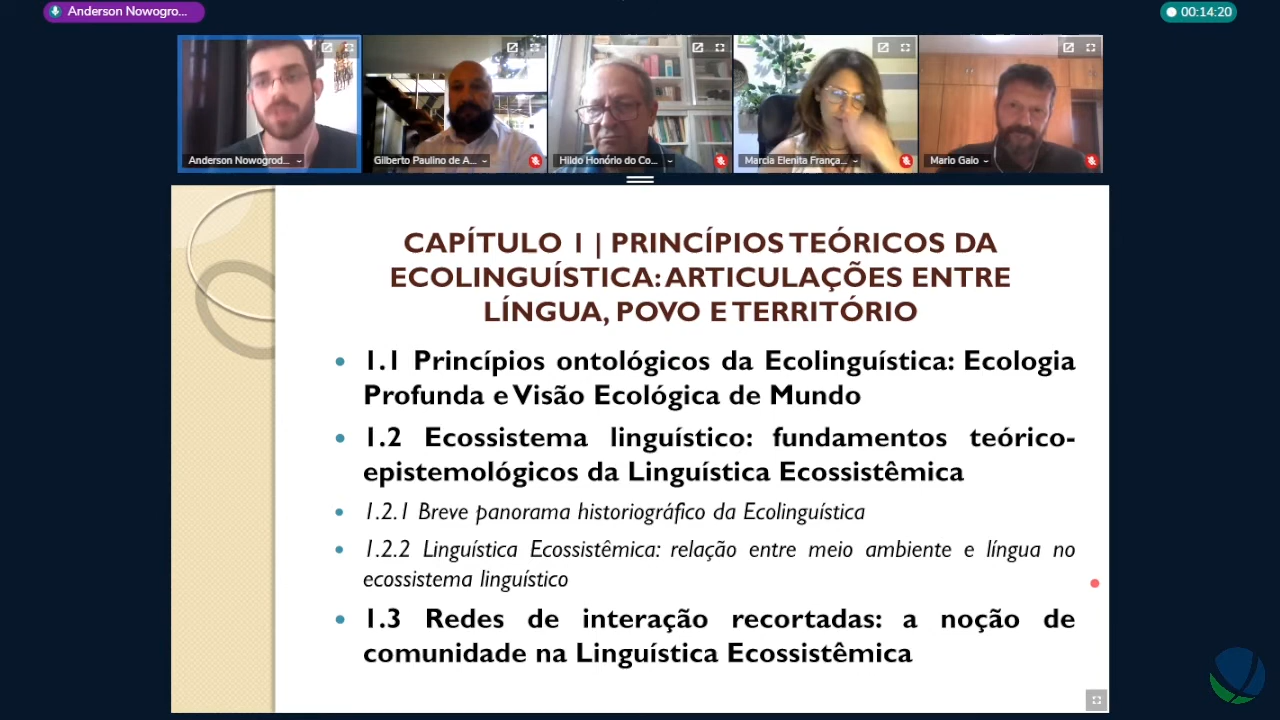 Anderson Nowogro...
00:14:20
Anderson Nowogrod...
Gilberto Paulino de A...
Hildo Honório do Co...
Marcia Elenita França...
Mario Gaio
CAPÍTULO 1 | PRINCÍPIOS TEÓRICOS DA
ECOLINGUÍSTICA: ARTICULAÇÕES ENTRE
LÍNGUA, POVO E TERRITÓRIO
• 1.1 Princípios ontológicos da Ecolinguística: Ecologia
Profunda e Visão Ecológica de Mundo
• 1.2 Ecossistema linguístico: fundamentos teórico-
epistemológicos da Linguística Ecossistêmica
• 1.2.1 Breve panorama historiográfico da Ecolinguística
• 1.2.2 Linguística Ecossistêmica: relação entre meio ambiente e língua no
ecossistema linguístico
• 1.3 Redes de interação recortadas: a noção de
comunidade na Linguística Ecossistêmica